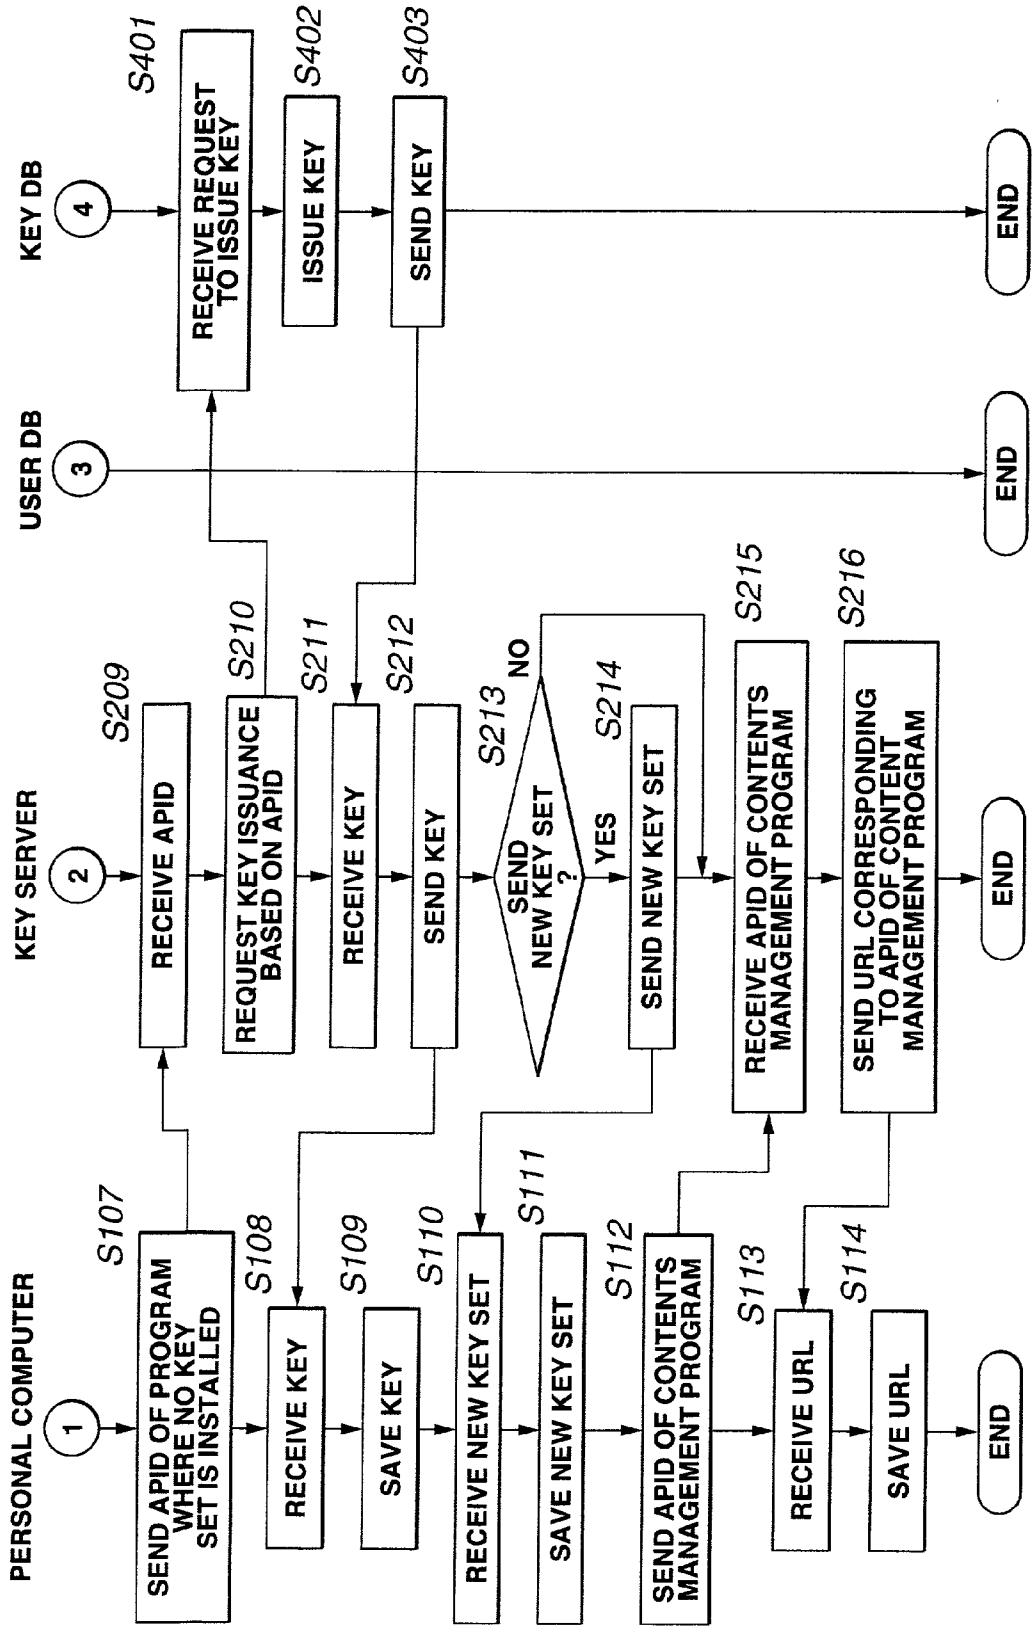 PERSONAL COMPUTER
1
S107
SEND APID OF PROGRAM
WHERE NO KEY
SET IS INSTALLED
S108
RECEIVE KEY
S109
SAVE KEY
S110
RECEIVE NEW KEY SET
S111
SAVE NEW KEY SET
S112
SEND APID OF CONTENTS
MANAGEMENT PROGRAM
S113
RECEIVE URL
S114
SAVE URL
END
KEY SERVER
2
S209
RECEIVE APID
S210
REQUEST KEY ISSUANCE
BASED ON APID
S211
RECEIVE KEY
S212
SEND KEY
S213
SEND
NEW KEY SET
?
NO
YES
S214
SEND NEW KEY SET
S215
RECEIVE APID OF CONTENTS
MANAGEMENT PROGRAM
S216
SEND URL CORRESPONDING
TO APID OF CONTENT
MANAGEMENT PROGRAM
END
USER DB
3
END
KEY DB
4
S401
RECEIVE REQUEST
TO ISSUE KEY
S402
ISSUE KEY
S403
SEND KEY
END